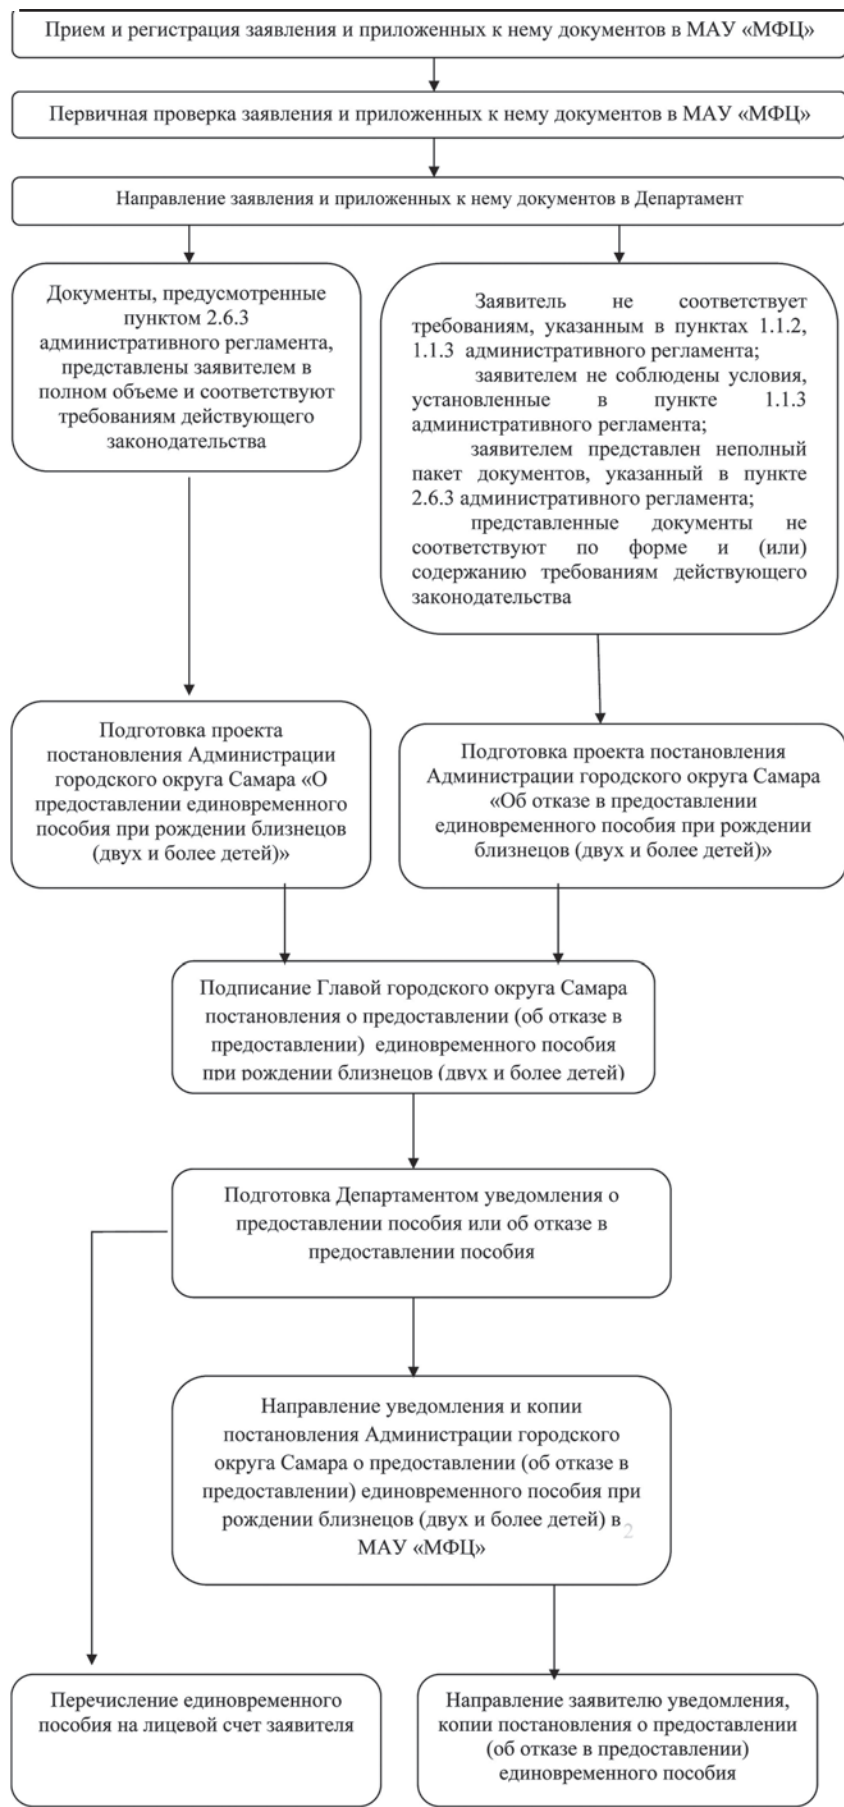 Прием и регистрация заявления и приложенных к нему документов в МАУ «МФЦ»
Первичная проверка заявления и приложенных к нему документов в МАУ «МФЦ»
Направление заявления и приложенных к нему документов в Департамент
Документы, предусмотренные
пунктом 2.6.3
административного регламента,
представлены заявителем в
полном объеме и соответствуют
требованиям действующего
законодательства
Заявитель не соответствует
требованиям, указанным в пунктах 1.1.2,
1.1.3 административного регламента;
заявителем не соблюдены условия,
установленные в пункте 1.1.3
административного регламента;
заявителем представлен неполный
пакет документов, указанный в пункте
2.6.3 административного регламента;
представленные документы не
соответствуют по форме и (или)
содержанию требованиям действующего
законодательства
Подготовка проекта
постановления Администрации
городского округа Самара «О
предоставлении единовременного
пособия при рождении близнецов
(двух и более детей)»
Подготовка проекта постановления
Администрации городского округа Самара
«Об отказе в предоставлении
единовременного пособия при рождении
близнецов (двух и более детей)»
Подписание Главой городского округа Самара
постановления о предоставлении (об отказе в
предоставлении) единовременного пособия
при рождении близнецов (двух и более детей)
Подготовка Департаментом уведомления о
предоставлении пособия или об отказе в
предоставлении пособия
Направление уведомления и копии
постановления Администрации городского
округа Самара о предоставлении (об отказе в
предоставлении) единовременного пособия при
рождении близнецов (двух и более детей) в
2
МАУ «МФЦ»
Перечисление единовременного
пособия на лицевой счет заявителя
Направление заявителю уведомления,
копии постановления о предоставлении
(об отказе в предоставлении)
единовременного пособия